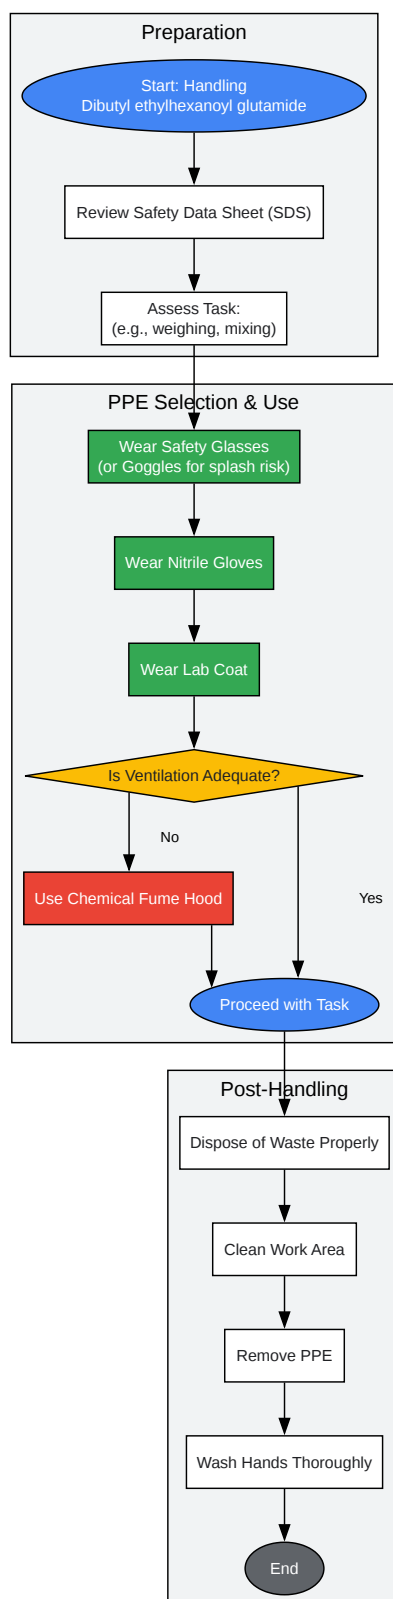 Preparation
Start: Handling
Dibutyl ethylhexanoyl glutamide
Review Safety Data Sheet (SDS)
Assess Task:
(e.g., weighing, mixing)
PPE Selection & Use
Wear Safety Glasses
(or Goggles for splash risk)
Wear Nitrile Gloves
Wear Lab Coat
Is Ventilation Adequate?
No
Use Chemical Fume Hood
Yes
Proceed with Task
Post-Handling
Dispose of Waste Properly
Clean Work Area
Remove PPE
Wash Hands Thoroughly
End